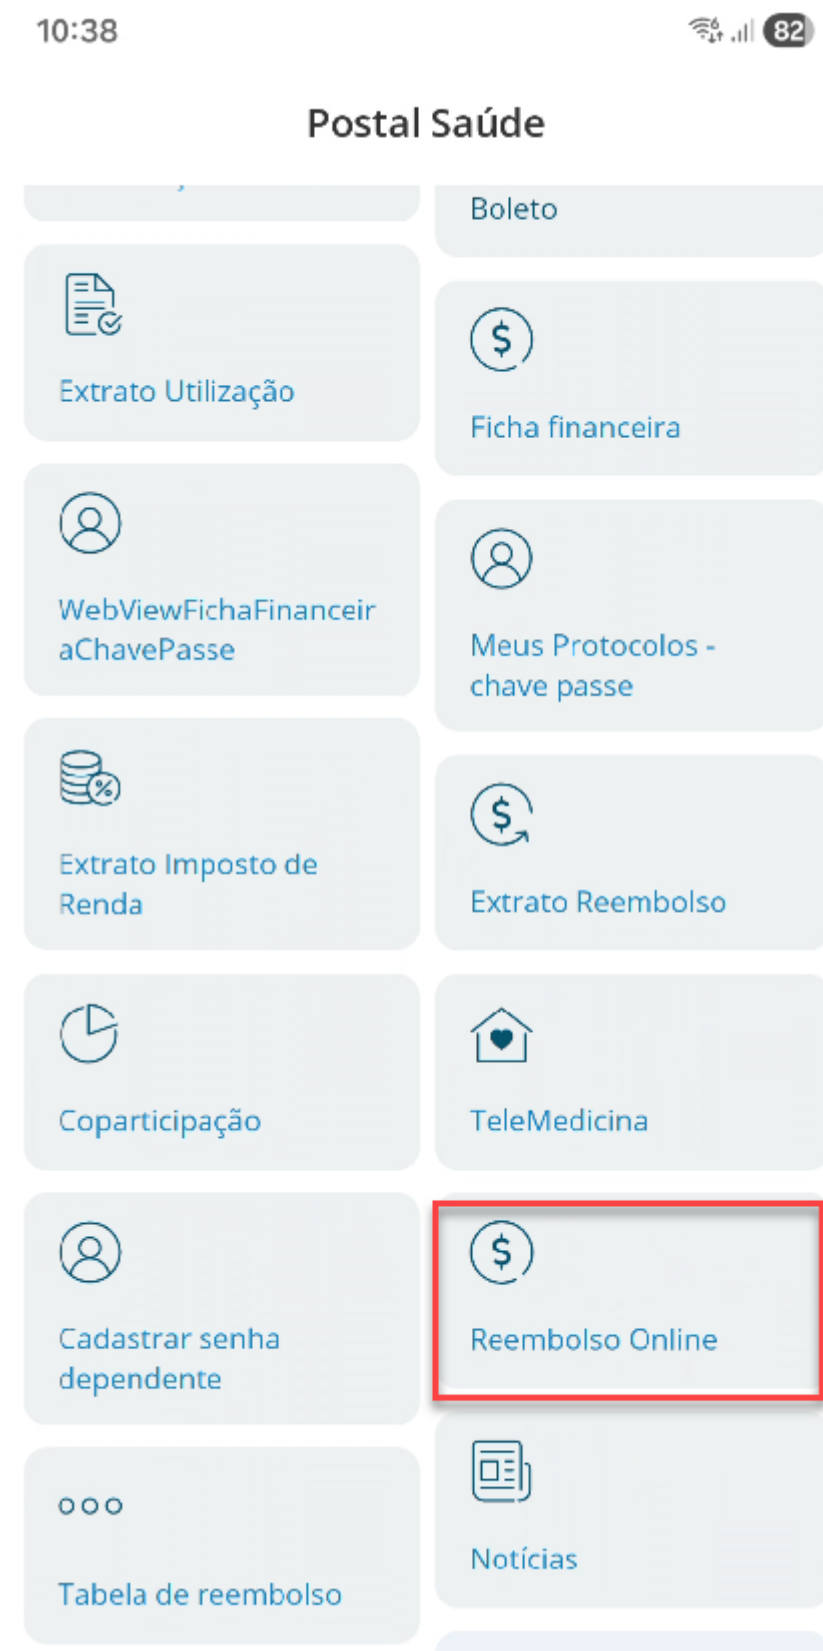 10:38
82
Postal Saúde
Boleto
Extrato Utilização
Ficha financeira
WebViewFichaFinanceir
aChavePasse
Meus Protocolos -
chave passe
Extrato Imposto de
Renda
Extrato Reembolso
Coparticipação
TeleMedicina
Cadastrar senha
dependente
Reembolso Online
Tabela de reembolso
Notícias